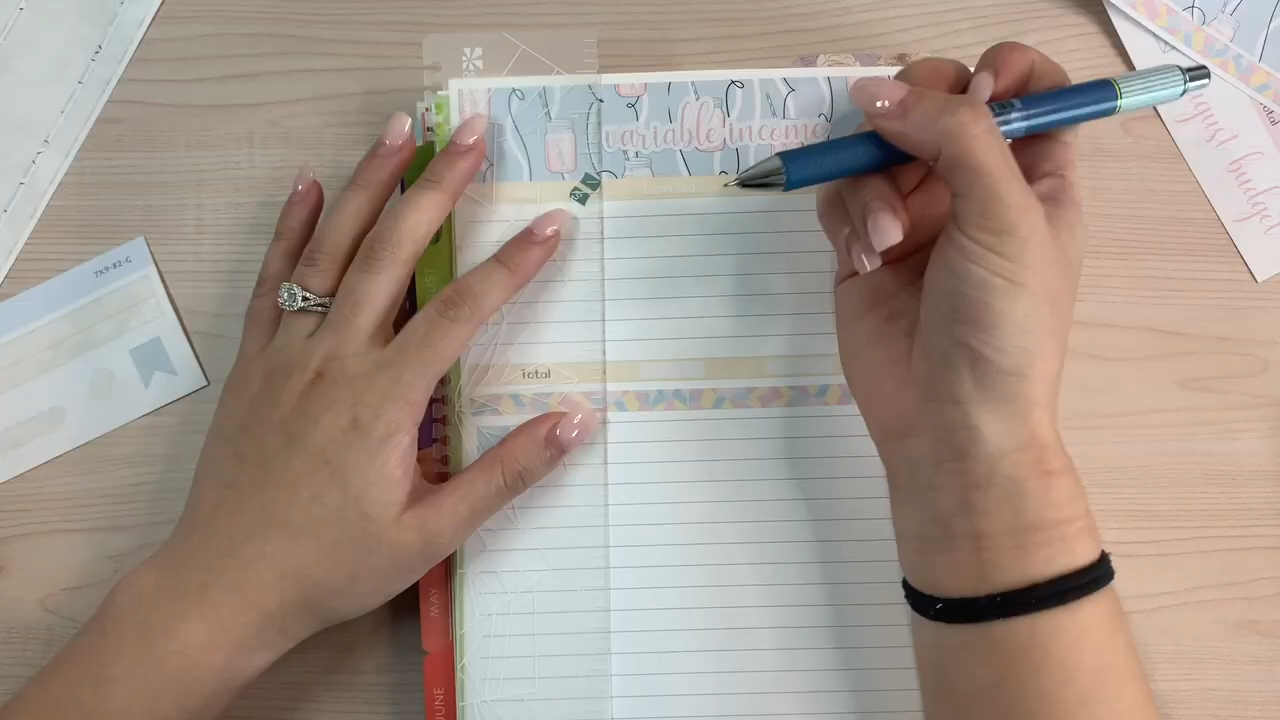 variable income
Total
MAY
JUNE
7X9-B2-G
august budget